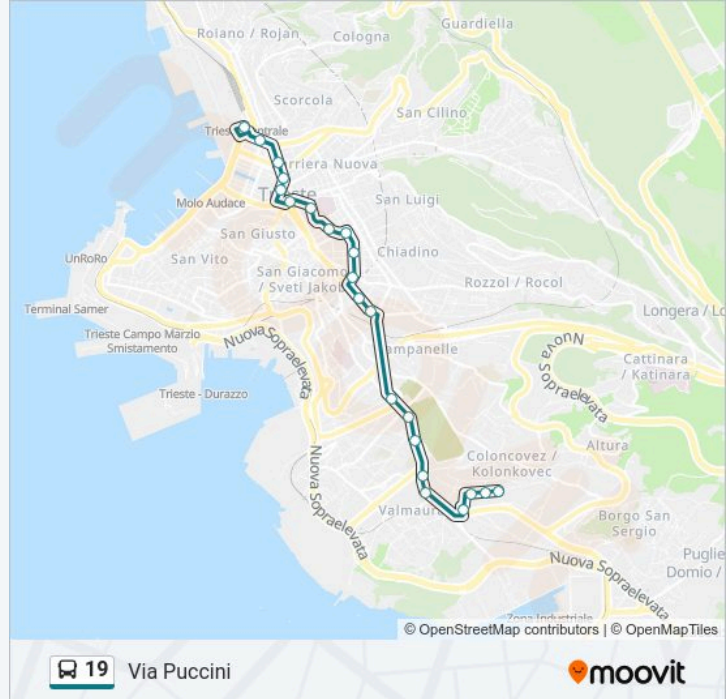 Roiano / Rojan
Cologna
Guardiella
Scorcola
San Cilino
Trieste Centrale
Barriera Nuova
Trieste
San Luigi
Molo Audace
San Giusto
Chiadino
UnRoRo
San Vito
San Giacomo
/ Sveti Jakob
Rozzol / Rocol
Terminal Samer
Longera / Lo
Trieste Campo Marzio
Smistamento
Nuova Sopraelevata
Campanelle
Nuova Sopraelevata
Cattinara
/ Katinara
Trieste - Durazzo
Altura
Coloncovez /
Kolonkovec
Nuova Sopraelevata
Valmaura
Borgo San
Sergio
Nuova Sopraelevata
Puglie
Domio /
Zona Industriale
© OpenStreetMap contributors | © OpenMapTiles
19 Via Puccini
moovit